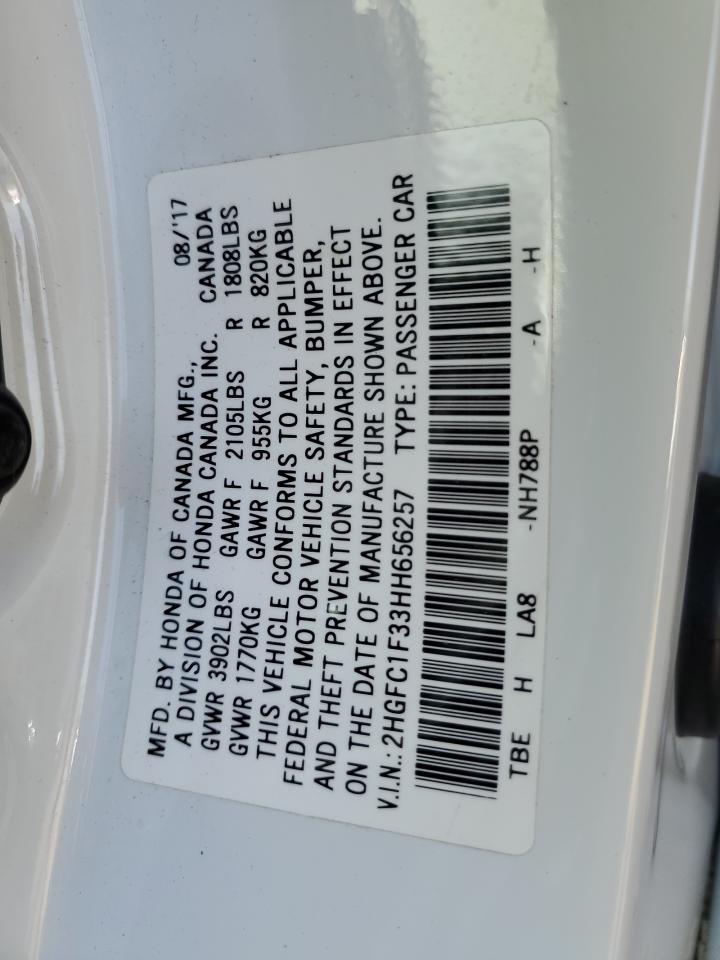 MFD. BY HONDA OF CANADA MFG., 08/'17
A DIVISION OF HONDA CANADA INC. CANADA
GVWR 3902LBS GAWR F 2105LBS R 1808LBS
GVWR 1770KG GAWR F 955KG R 820KG
THIS VEHICLE CONFORMS TO ALL APPLICABLE
FEDERAL MOTOR VEHICLE SAFETY, BUMPER,
AND THEFT PREVENTION STANDARDS IN EFFECT
ON THE DATE OF MANUFACTURE SHOWN ABOVE.
V.I.N.: 2HGFC1F33HH656257 TYPE: PASSENGER CAR
TBE H LA8 -NH788P -A -H